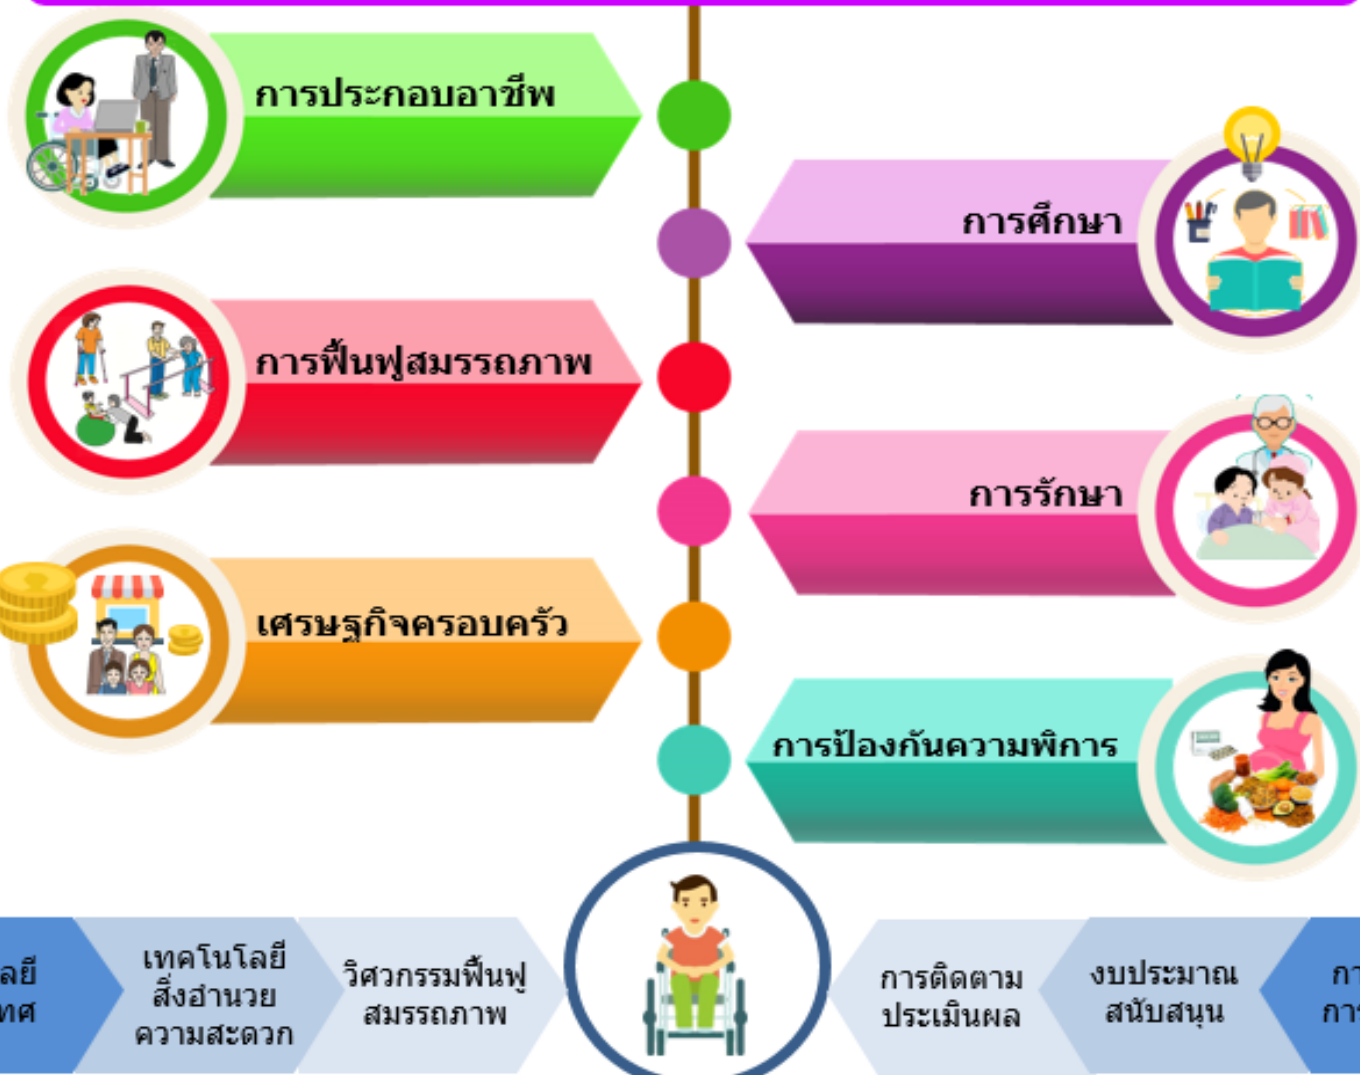 การประกอบอาชีพ
การศึกษา
การฟื้นฟูสมรรถภาพ
การรักษา
เศรษฐกิจครอบครัว
การป้องกันความพิการ
เทคโนโลยี
สิ่งอำนวย
ความสะดวก
วิศวกรรมฟื้นฟู
สมรรถภาพ
การติดตาม
ประเมินผล
งบประมาณ
สนับสนุน